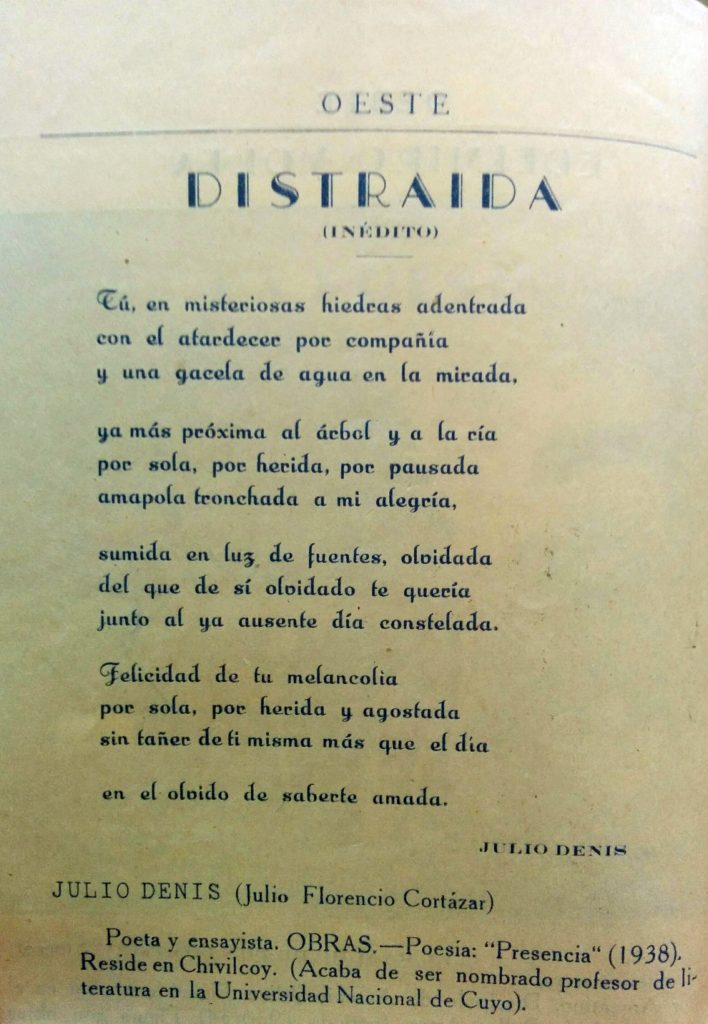 OESTE
DISTRAIDA
(INÉDITO)
Tú, en misteriosas hiedras adentrada
con el atardecer por compañía
y una gacela de agua en la mirada,
ya más próxima al árbol y a la ría
por sola, por herida, por pausada
amapola tronchada a mi alegría,
sumida en luz de fuentes, olvidada
del que de sí olvidado te quería
junto al ya ausente día constelada.
Felicidad de tu melancolía
por sola, por herida y agostada
sin tañer de ti misma más que el día
en el olvido de saberte amada.
JULIO DENIS
JULIO DENIS (Julio Florencio Cortázar)
Poeta y ensayista. OBRAS.—Poesía: "Presencia" (1938).
Reside en Chivilcoy. (Acaba de ser nombrado profesor de li-
teratura en la Universidad Nacional de Cuyo).